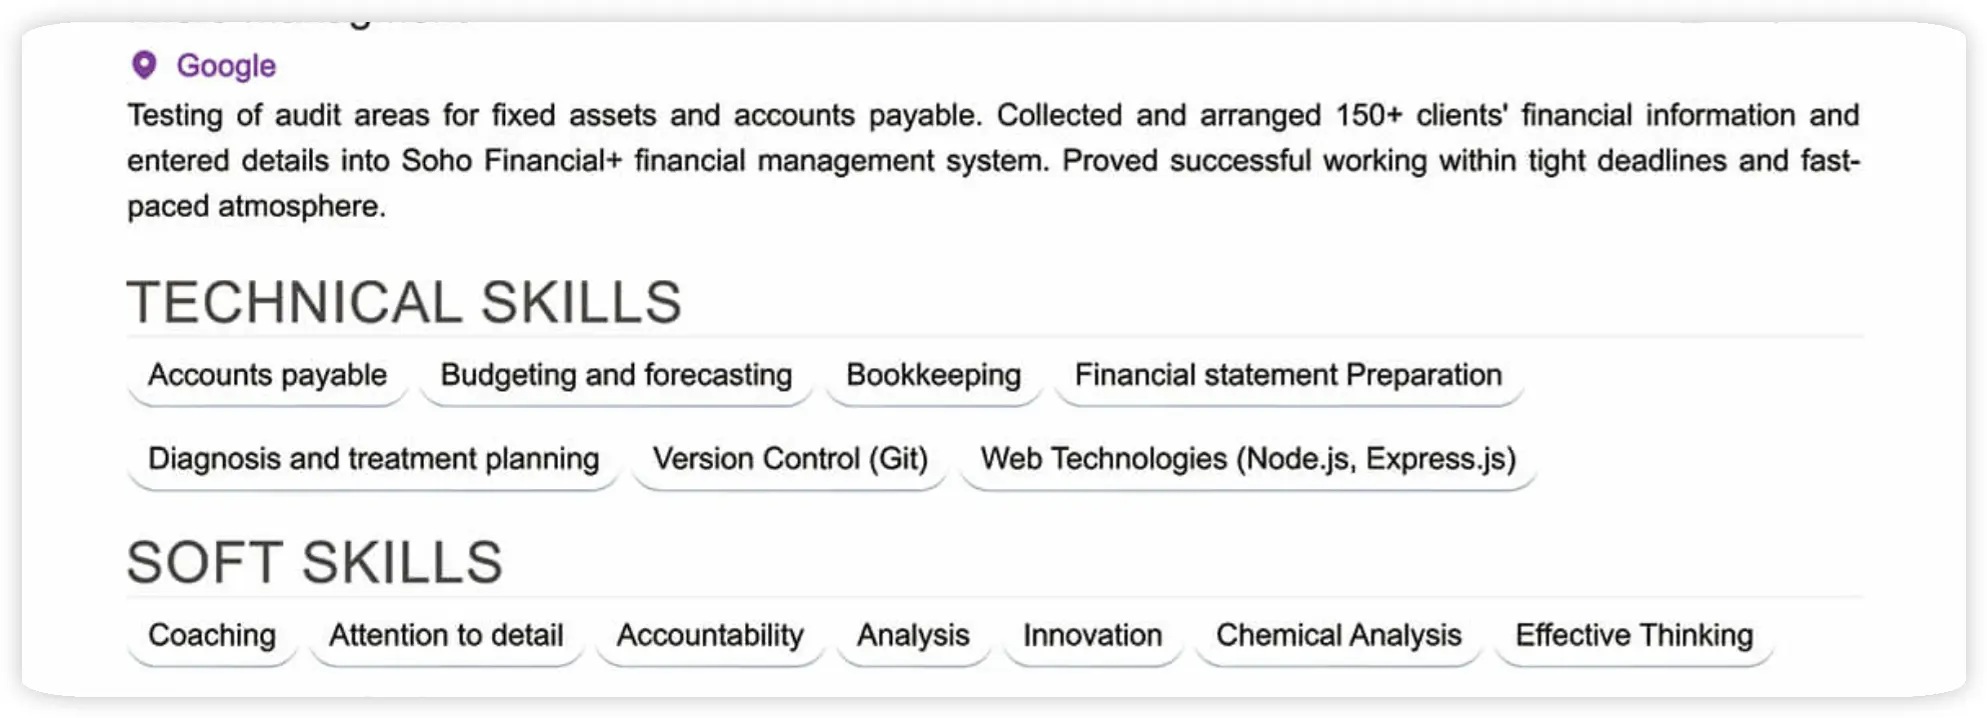 Google
Testing of audit areas for fixed assets and accounts payable. Collected and arranged 150+ clients' financial information and
entered details into Soho Financial+ financial management system. Proved successful working within tight deadlines and fast-
paced atmosphere.
TECHNICAL SKILLS
Accounts payable Budgeting and forecasting Bookkeeping Financial statement Preparation
Diagnosis and treatment planning Version Control (Git) Web Technologies (Node.js, Express.js)
SOFT SKILLS
Coaching Attention to detail Accountability Analysis Innovation Chemical Analysis Effective Thinking